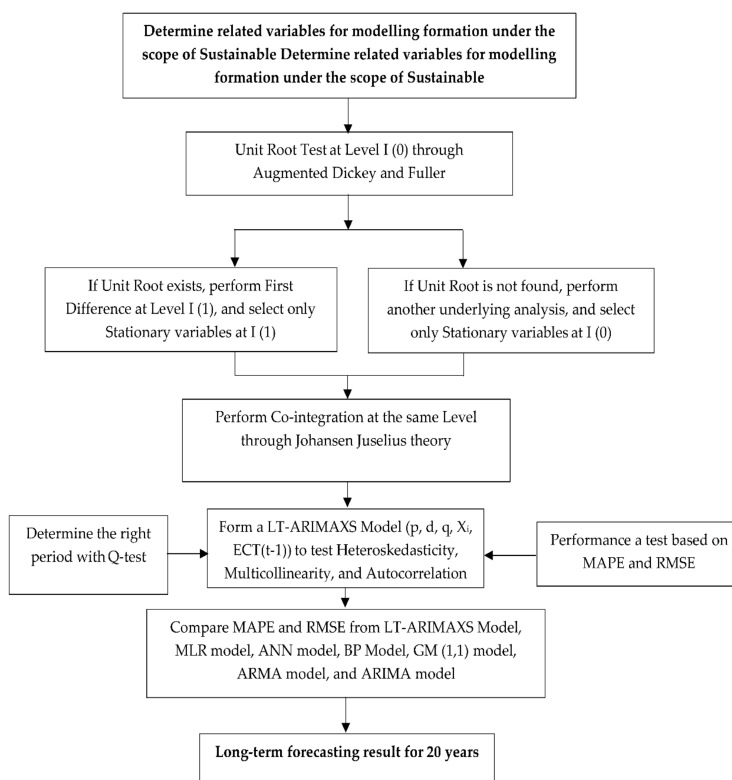 Determine related variables for modelling formation under the
scope of Sustainable Determine related variables for modelling
formation under the scope of Sustainable
Unit Root Test at Level I (0) through
Augmented Dickey and Fuller
If Unit Root exists, perform First
Difference at Level I (1), and select only
Stationary variables at I (1)
If Unit Root is not found, perform
another underlying analysis, and select
only Stationary variables at I (0)
Perform Co-integration at the same Level
through Johansen Juselius theory
Determine the right
period with Q-test
Form a LT-ARIMAXS Model (p, d, q, Xi,
ECT(t-1)) to test Heteroskedasticity,
Multicollinearity, and Autocorrelation
Performance a test based on
MAPE and RMSE
Compare MAPE and RMSE from LT-ARIMAXS Model,
MLR model, ANN model, BP Model, GM (1,1) model,
ARMA model, and ARIMA model
Long-term forecasting result for 20 years